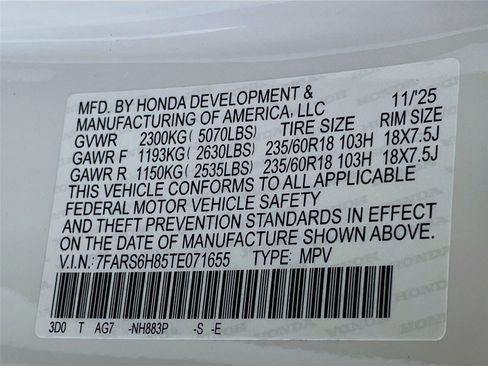 MFD. BY HONDA DEVELOPMENT & 11/'25
MANUFACTURING OF AMERICA, LLC
GVWR 2300KG ( 5070LBS) TIRE SIZE RIM SIZE
GAWR F 1193KG ( 2630LBS) 235/60R18 103H 18X7.5J
GAWR R 1150KG ( 2535LBS) 235/60R18 103H 18X7.5J
THIS VEHICLE CONFORMS TO ALL APPLICABLE
FEDERAL MOTOR VEHICLE SAFETY
AND THEFT PREVENTION STANDARDS IN EFFECT ON
THE DATE OF MANUFACTURE SHOWN ABOVE.
V.I.N.: 7FARS6H85TE071655 TYPE: MPV
3D0 T AG7 -NH883P -S -E